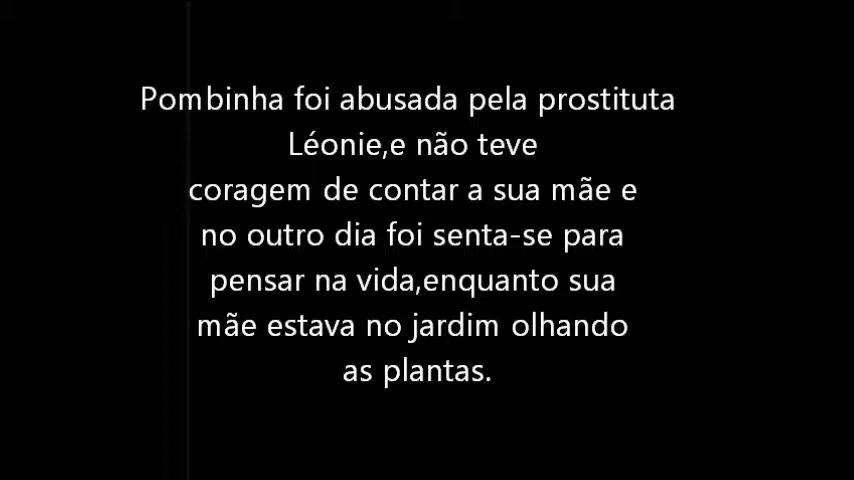 Pombinha foi abusada pela prostituta
Léonie,e não teve
coragem de contar a sua mãe e
no outro dia foi senta-se para
pensar na vida,enquanto sua
mãe estava no jardim olhando
as plantas.